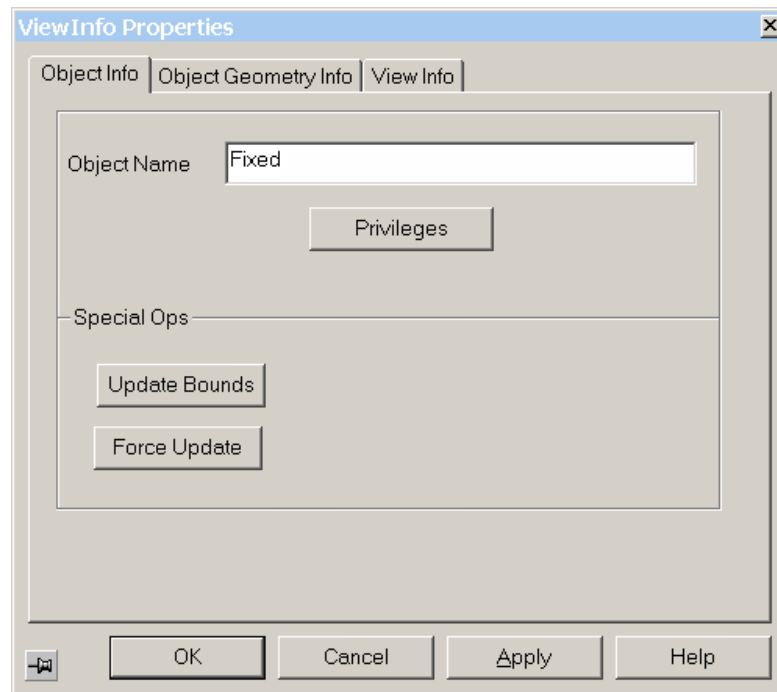 ViewInfo Properties
Object Info Object Geometry Info View Info
Object Name Fixed
Privileges
Special Ops
Update Bounds
Force Update
OK Cancel Apply Help